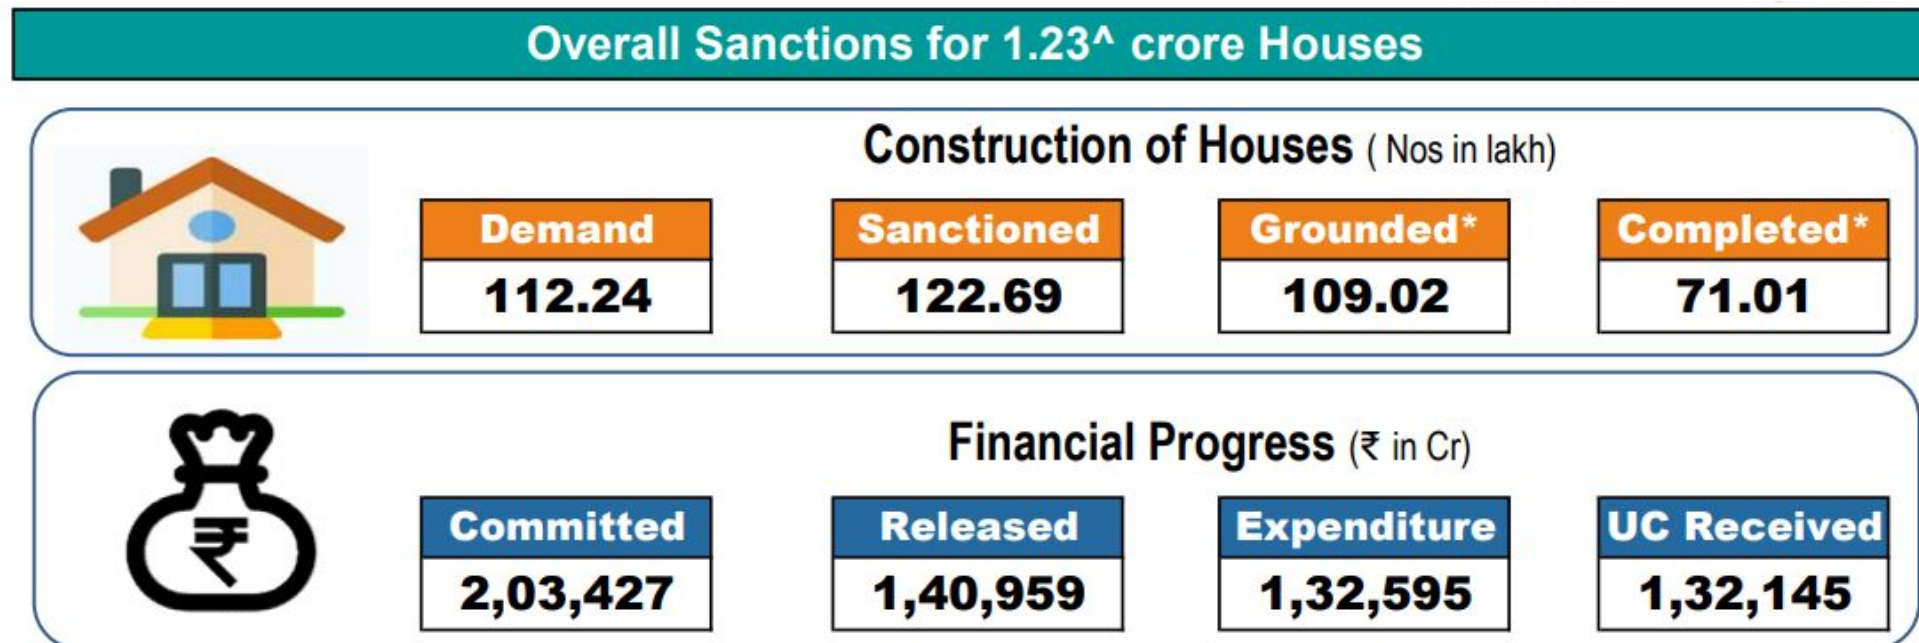 Overall Sanctions for 1.23^ crore Houses
Construction of Houses ( Nos in lakh)
Demand Sanctioned Grounded* Completed*
112.24 122.69 109.02 71.01
Financial Progress (₹ in Cr)
₹
Committed Released Expenditure UC Received
2,03,427 1,40,959 1,32,595 1,32,145